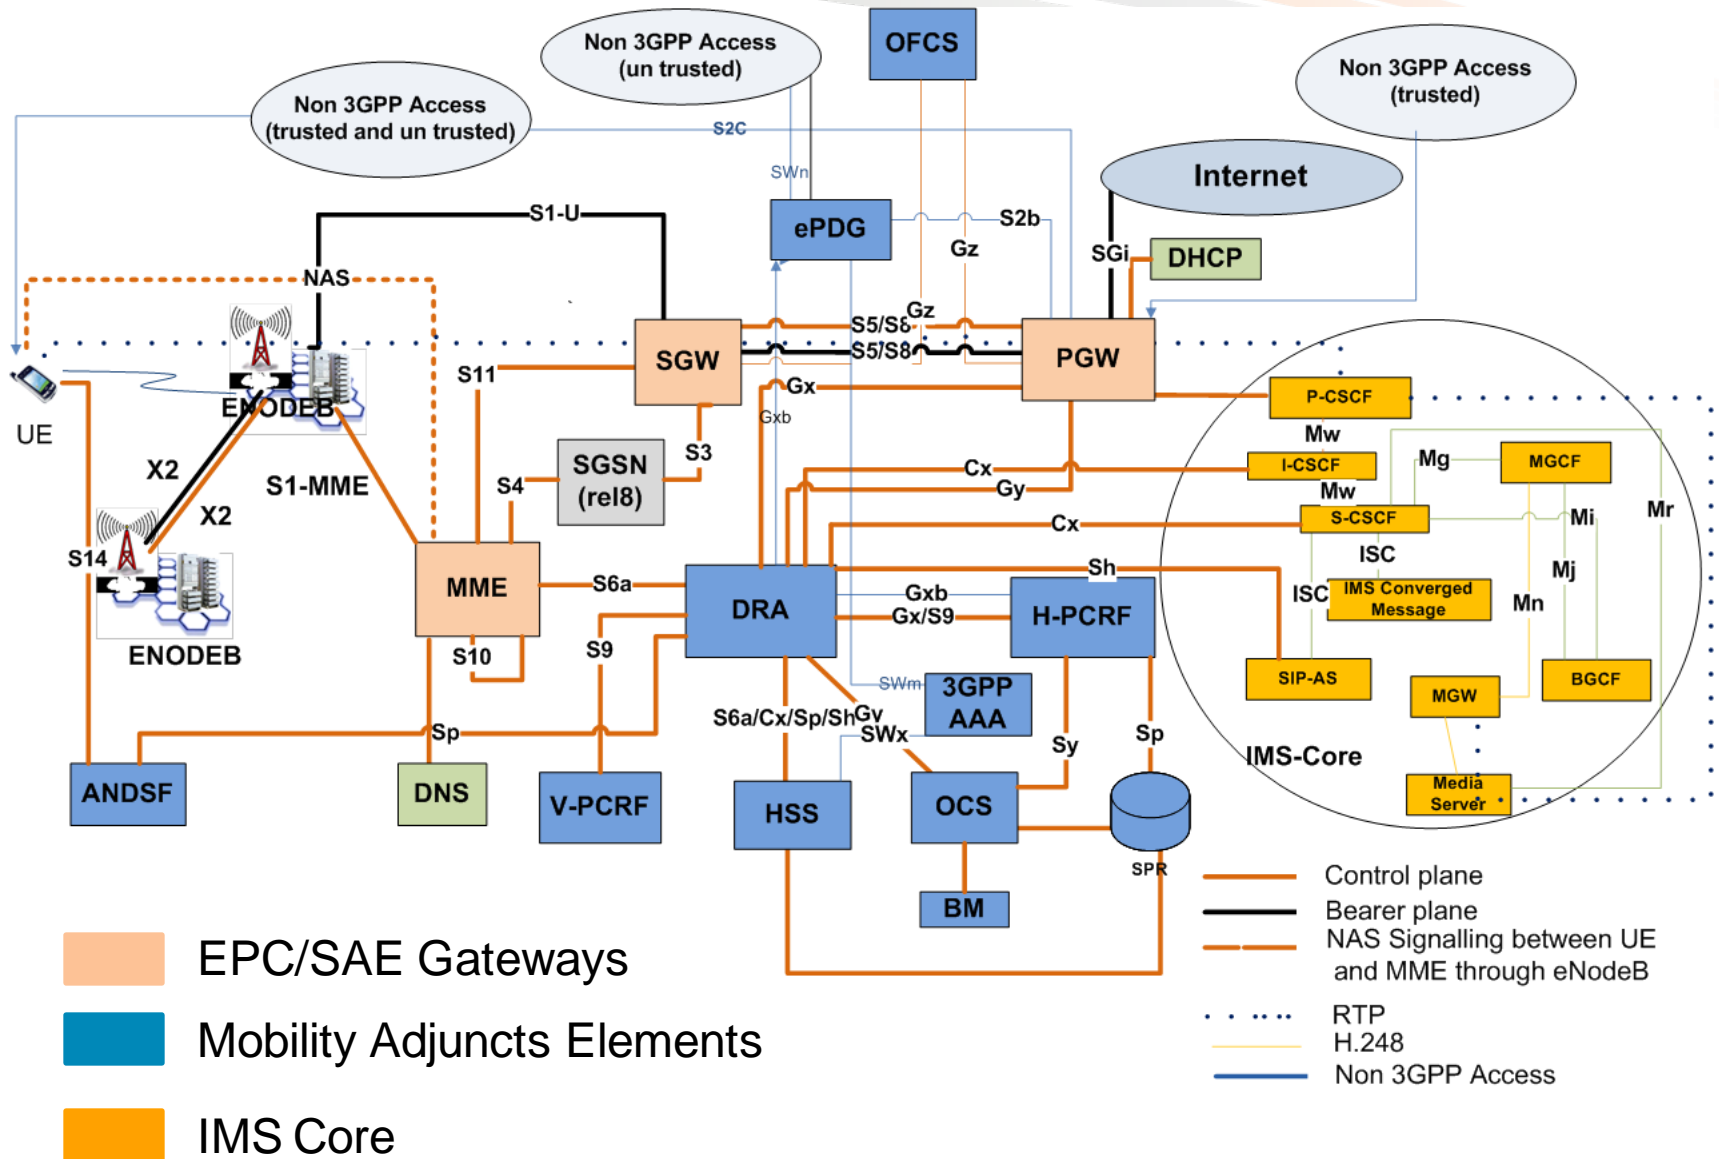 OFCS
Non 3GPP Access
(un trusted)
Non 3GPP Access
(trusted)
Non 3GPP Access
(trusted and un trusted)
S2C
SWn
Internet
S1-U
ePDG
S2b
Gz
SGi
DHCP
NAS
Gz
S5/S8
S5/S8
SGW
PGW
S11
Gx
Gxb
P-CSCF
ENODEB
UE
Mw
S3
SGSN
(rel8)
Cx
I-CSCF
Mg
MGCF
X2
S1-MME
S4
Gy
Mw
X2
Cx
S-CSCF
Mi
Mr
S14
ISC
Sh
Mj
MME
S6a
DRA
Gxb
H-PCRF
ISC
IMS Converged
Message
Mn
Gx/S9
ENODEB
S10
S9
SWm
3GPP
AAA
SIP-AS
BGCF
MGW
S6a/Cx/Sp/Sh
Gy
SWx
Sp
Sy
Sp
IMS-Core
ANDSF
DNS
V-PCRF
HSS
OCS
Media
Server
SPR
BM
Control plane
Bearer plane
NAS Signalling between UE
and MME through eNodeB
RTP
H.248
Non 3GPP Access
EPC/SAE Gateways
Mobility Adjuncts Elements
IMS Core